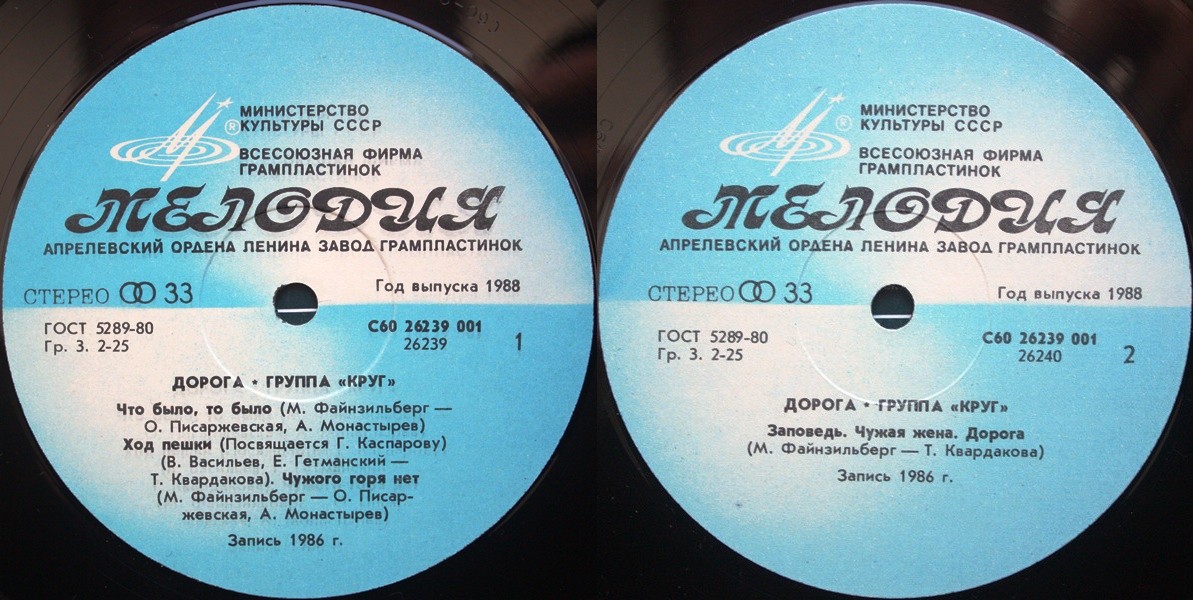 МИНИСТЕРСТВО
КУЛЬТУРЫ СССР
®
ВСЕСОЮЗНАЯ ФИРМА
ГРАМПЛАСТИНОК
МЕЛОДИЯ
АПРЕЛЕВСКИЙ ОРДЕНА ЛЕНИНА ЗАВОД ГРАМПЛАСТИНОК
СТЕРЕО 33
Год выпуска 1988
ГОСТ 5289-80
Гр. 3. 2-25
С60 26239 001
26239
1
ДОРОГА • ГРУППА «КРУГ»
Что было, то было (М. Файнзильберг —
О. Писаржевская, А. Монастырев)
Ход пешки (Посвящается Г. Каспарову)
(В. Васильев, Е. Гетманский —
Т. Квардакова). Чужого горя нет
(М. Файнзильберг — О. Писар-
жевская, А. Монастырев)
Запись 1986 г.
МИНИСТЕРСТВО
КУЛЬТУРЫ СССР
®
ВСЕСОЮЗНАЯ ФИРМА
ГРАМПЛАСТИНОК
МЕЛОДИЯ
АПРЕЛЕВСКИЙ ОРДЕНА ЛЕНИНА ЗАВОД ГРАМПЛАСТИНОК
СТЕРЕО 33
Год выпуска 1988
ГОСТ 5289-80
Гр. 3. 2-25
С60 26239 001
26240
2
ДОРОГА • ГРУППА «КРУГ»
Заповедь. Чужая жена. Дорога
(М. Файнзильберг — Т. Квардакова)
Запись 1986 г.